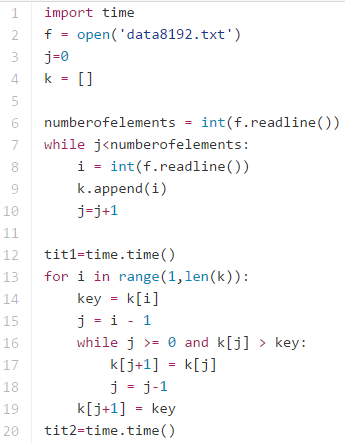 1 import time
2 f = open('data8192.txt')
3 j=0
4 k = []
5
6 numberofelements = int(f.readline())
7 while j<numberofelements:
8     i = int(f.readline())
9     k.append(i)
10     j=j+1
11
12 tit1=time.time()
13 for i in range(1,len(k)):
14     key = k[i]
15     j = i - 1
16     while j >= 0 and k[j] > key:
17         k[j+1] = k[j]
18         j = j-1
19     k[j+1] = key
20 tit2=time.time()